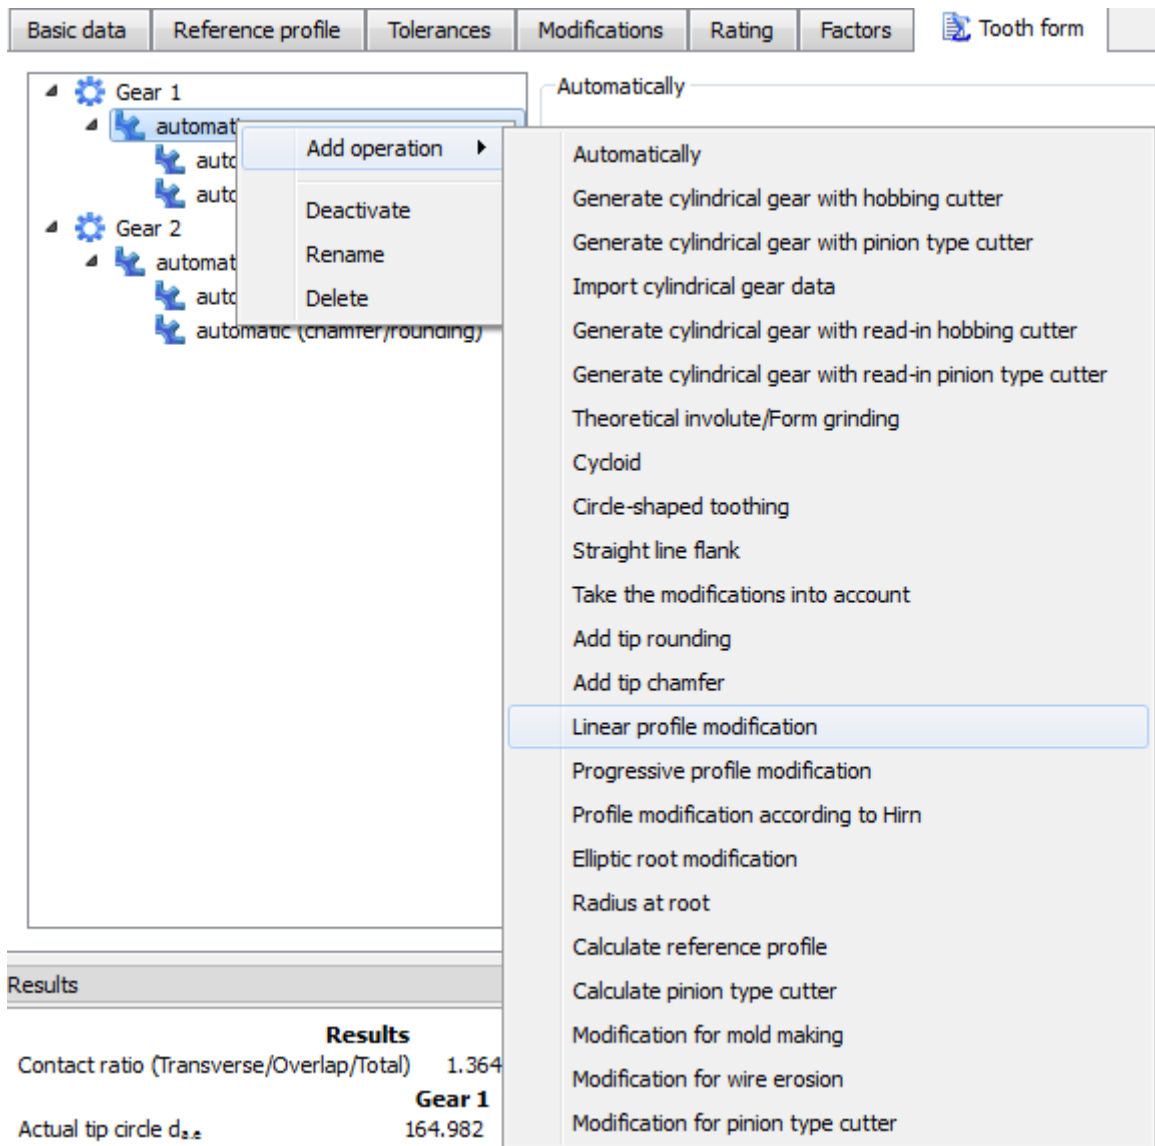 Basic data
Reference profile
Tolerances
Modifications
Rating
Factors
Tooth form
Gear 1
Automatically
automat
Add operation
Automatically
Generate cylindrical gear with hobbing cutter
Deactivate
Generate cylindrical gear with pinion type cutter
Gear 2
Rename
automat
Import cylindrical gear data
Delete
automatic (chamfer/rounding)
Generate cylindrical gear with read-in hobbing cutter
Generate cylindrical gear with read-in pinion type cutter
Theoretical involute/Form grinding
Cycloid
Circle-shaped toothing
Straight line flank
Take the modifications into account
Add tip rounding
Add tip chamfer
Linear profile modification
Progressive profile modification
Profile modification according to Hirn
Elliptic root modification
Radius at root
Calculate reference profile
Calculate pinion type cutter
Modification for mold making
Modification for wire erosion
Modification for pinion type cutter
Results
Results
Contact ratio (Transverse/Overlap/Total) 1.364
Gear 1
Actual tip circle 164.982